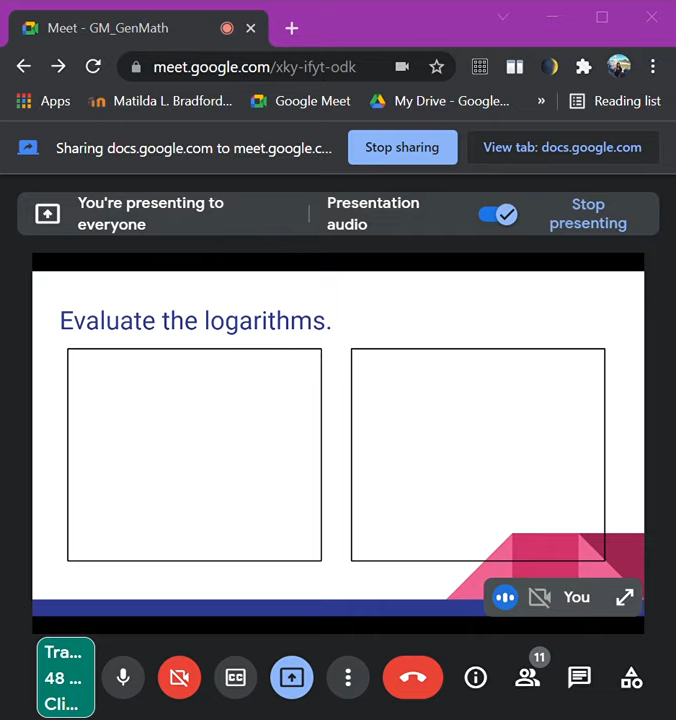 Meet - GM_GenMath
meet.google.com/xky-ifyt-odk
Apps
Matilda L. Bradford...
Google Meet
My Drive - Google...
»
Reading list
Sharing docs.google.com to meet.google.c...
Stop sharing
View tab: docs.google.com
You're presenting to
everyone
Presentation
audio
Stop
presenting
Evaluate the logarithms.
You
Tra...
48 ...
Cli...
CC
11